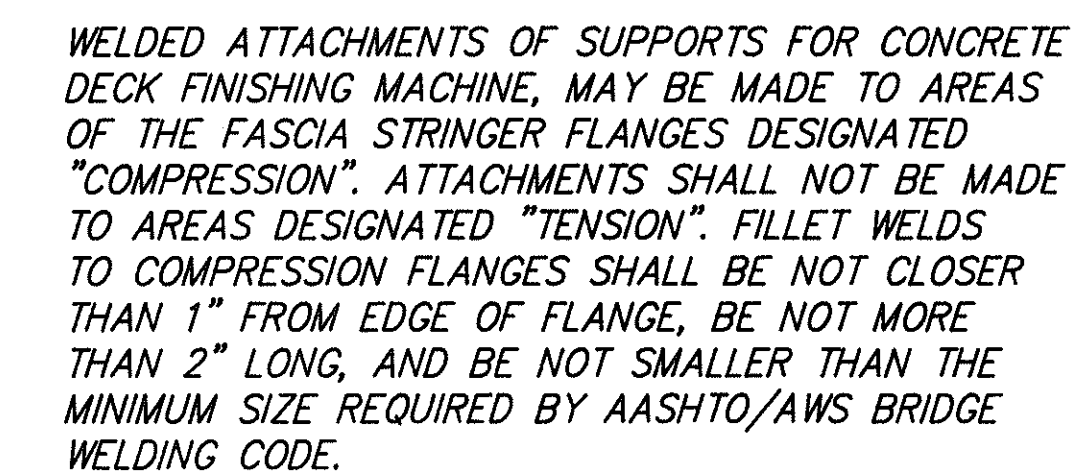 WELDED ATTACHMENTS OF SUPPORTS FOR CONCRETE
DECK FINISHING MACHINE, MAY BE MADE TO AREAS
OF THE FASCIA STRINGER FLANGES DESIGNATED
"COMPRESSION". ATTACHMENTS SHALL NOT BE MADE
TO AREAS DESIGNATED "TENSION". FILLET WELDS
TO COMPRESSION FLANGES SHALL BE NOT CLOSER
THAN 1" FROM EDGE OF FLANGE, BE NOT MORE
THAN 2" LONG, AND BE NOT SMALLER THAN THE
MINIMUM SIZE REQUIRED BY AASHTO/AWS BRIDGE
WELDING CODE.